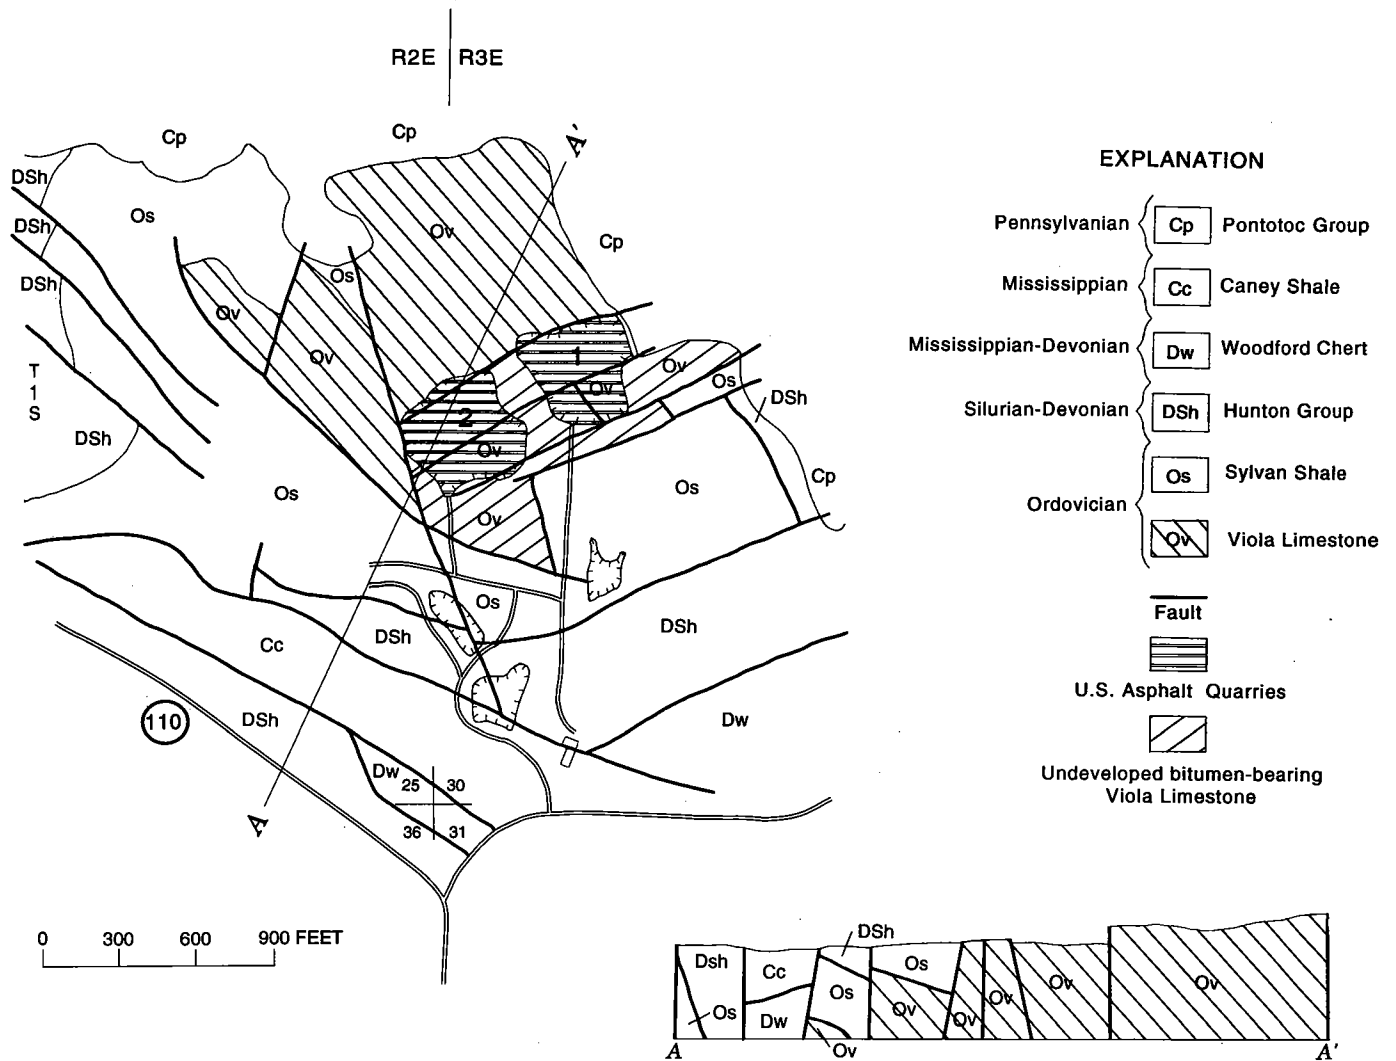 R2E R3E
Cp
Cp
A'
DSh
Os
DSh
Ov
Cp
DSh
Os
Ov
Ov
1
Ov
Os
DSh
T
1
S
Ov
2
DSh
Ov
Cp
Os
Os
Ov
Os
DSh
DSh
Cc
110
DSh
Dw
Dw
25 30
36 31
A
0 300 600 900 FEET
EXPLANATION
Pennsylvanian Cp Pontotoc Group
Mississippian Cc Caney Shale
Mississippian-Devonian Dw Woodford Chert
Silurian-Devonian DSh Hunton Group
Ordovician
Os Sylvan Shale
Ov Viola Limestone
Fault
U.S. Asphalt Quarries
Undeveloped bitumen-bearing
Viola Limestone
DSh
Dsh
Cc
Os
Os
Ov
Ov
Ov
Os
Dw
Ov
Ov
Ov
A A'